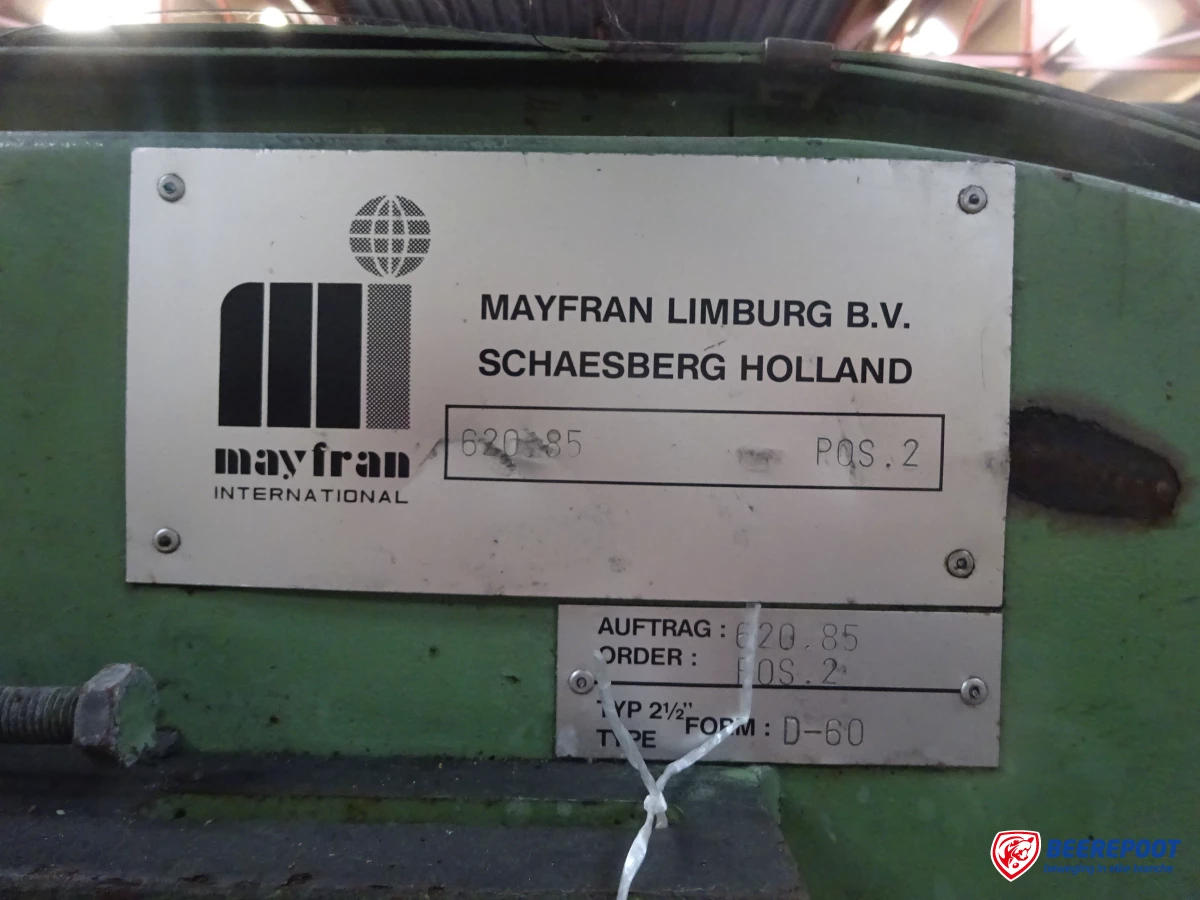 mi
mayfran
INTERNATIONAL
MAYFRAN LIMBURG B.V.
SCHAESBERG HOLLAND
620.85 POS.2
AUFTRAG : 620.85
ORDER : POS.2
TYP 2½" FORM : D-60
TYPE
BEEREPOOT